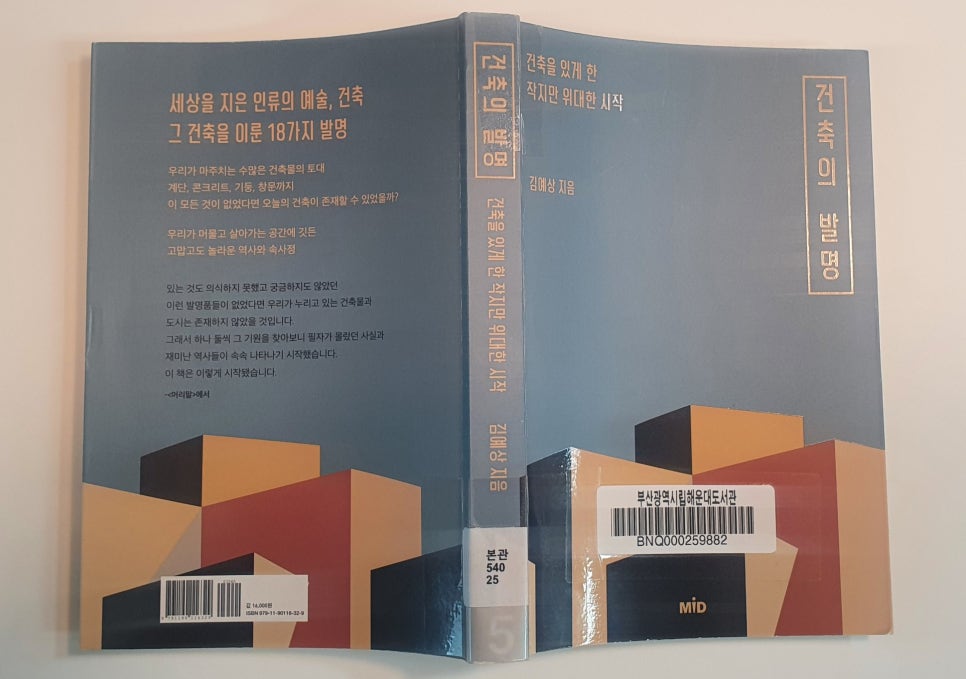 세상을 지은 인류의 예술, 건축
그 건축을 이룬 18가지 발명
우리가 마주치는 수많은 건축물의 토대
계단, 콘크리트, 기둥, 창문까지
이 모든 것이 없었다면 오늘의 건축이 존재할 수 있었을까?
우리가 머물고 살아가는 공간에 깃든
고맙고도 놀라운 역사와 속사정
있는 것도 의식하지 못했고 궁금하지도 않았던
이런 발명품들이 없었다면 우리가 누리고 있는 건축물과
도시는 존재하지 않았을 것입니다.
그래서 하나 둘씩 그 기원을 찾아보니 필자가 몰랐던 사실과
재미난 역사들이 속속 나타나기 시작했습니다.
이 책은 이렇게 시작됐습니다.
-<머리말>에서
값 16,000원
ISBN 979-11-90116-32-9
건축의 발명
건축을 있게 한 작지만 위대한 시작
김예상 지음
본관
540
25
5
건축을 있게 한
작지만 위대한 시작
김예상 지음
건축의 발명
부산광역시립해운대도서관
BNQ000259882
MiD